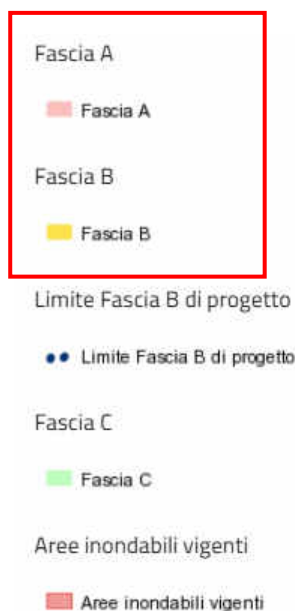 Fascia A
Fascia A
Fascia B
Fascia B
Limite Fascia B di progetto
Limite Fascia B di progetto
Fascia C
Fascia C
Aree inondabili vigenti
Aree inondabili vigenti